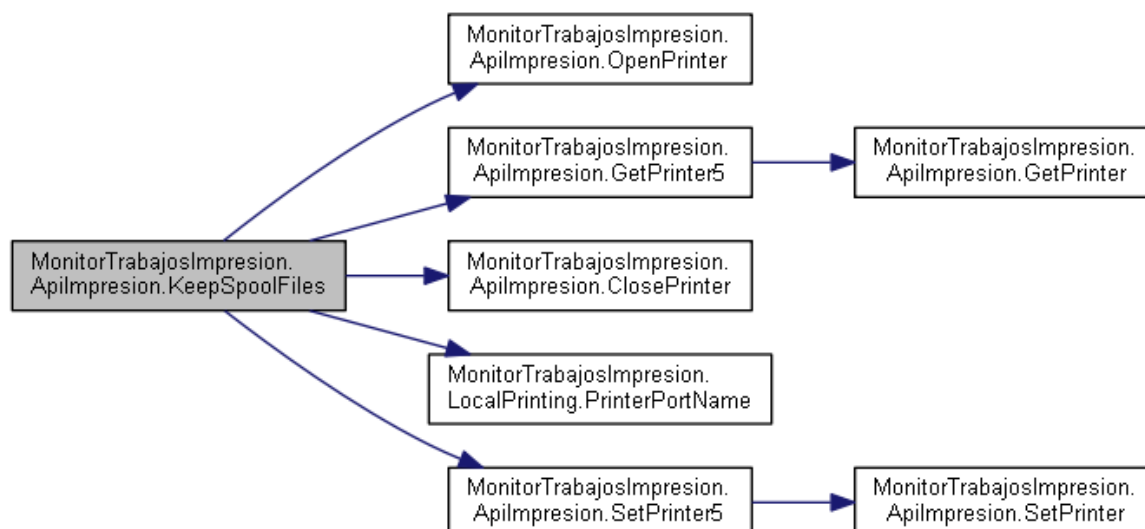 MonitorTrabajosImpresion.
ApiImpresion.OpenPrinter
MonitorTrabajosImpresion.
ApiImpresion.GetPrinter5
MonitorTrabajosImpresion.
ApiImpresion.GetPrinter
MonitorTrabajosImpresion.
ApiImpresion.KeepSpoolFiles
MonitorTrabajosImpresion.
ApiImpresion.ClosePrinter
MonitorTrabajosImpresion.
LocalPrinting.PrinterPortName
MonitorTrabajosImpresion.
ApiImpresion.SetPrinter5
MonitorTrabajosImpresion.
ApiImpresion.SetPrinter